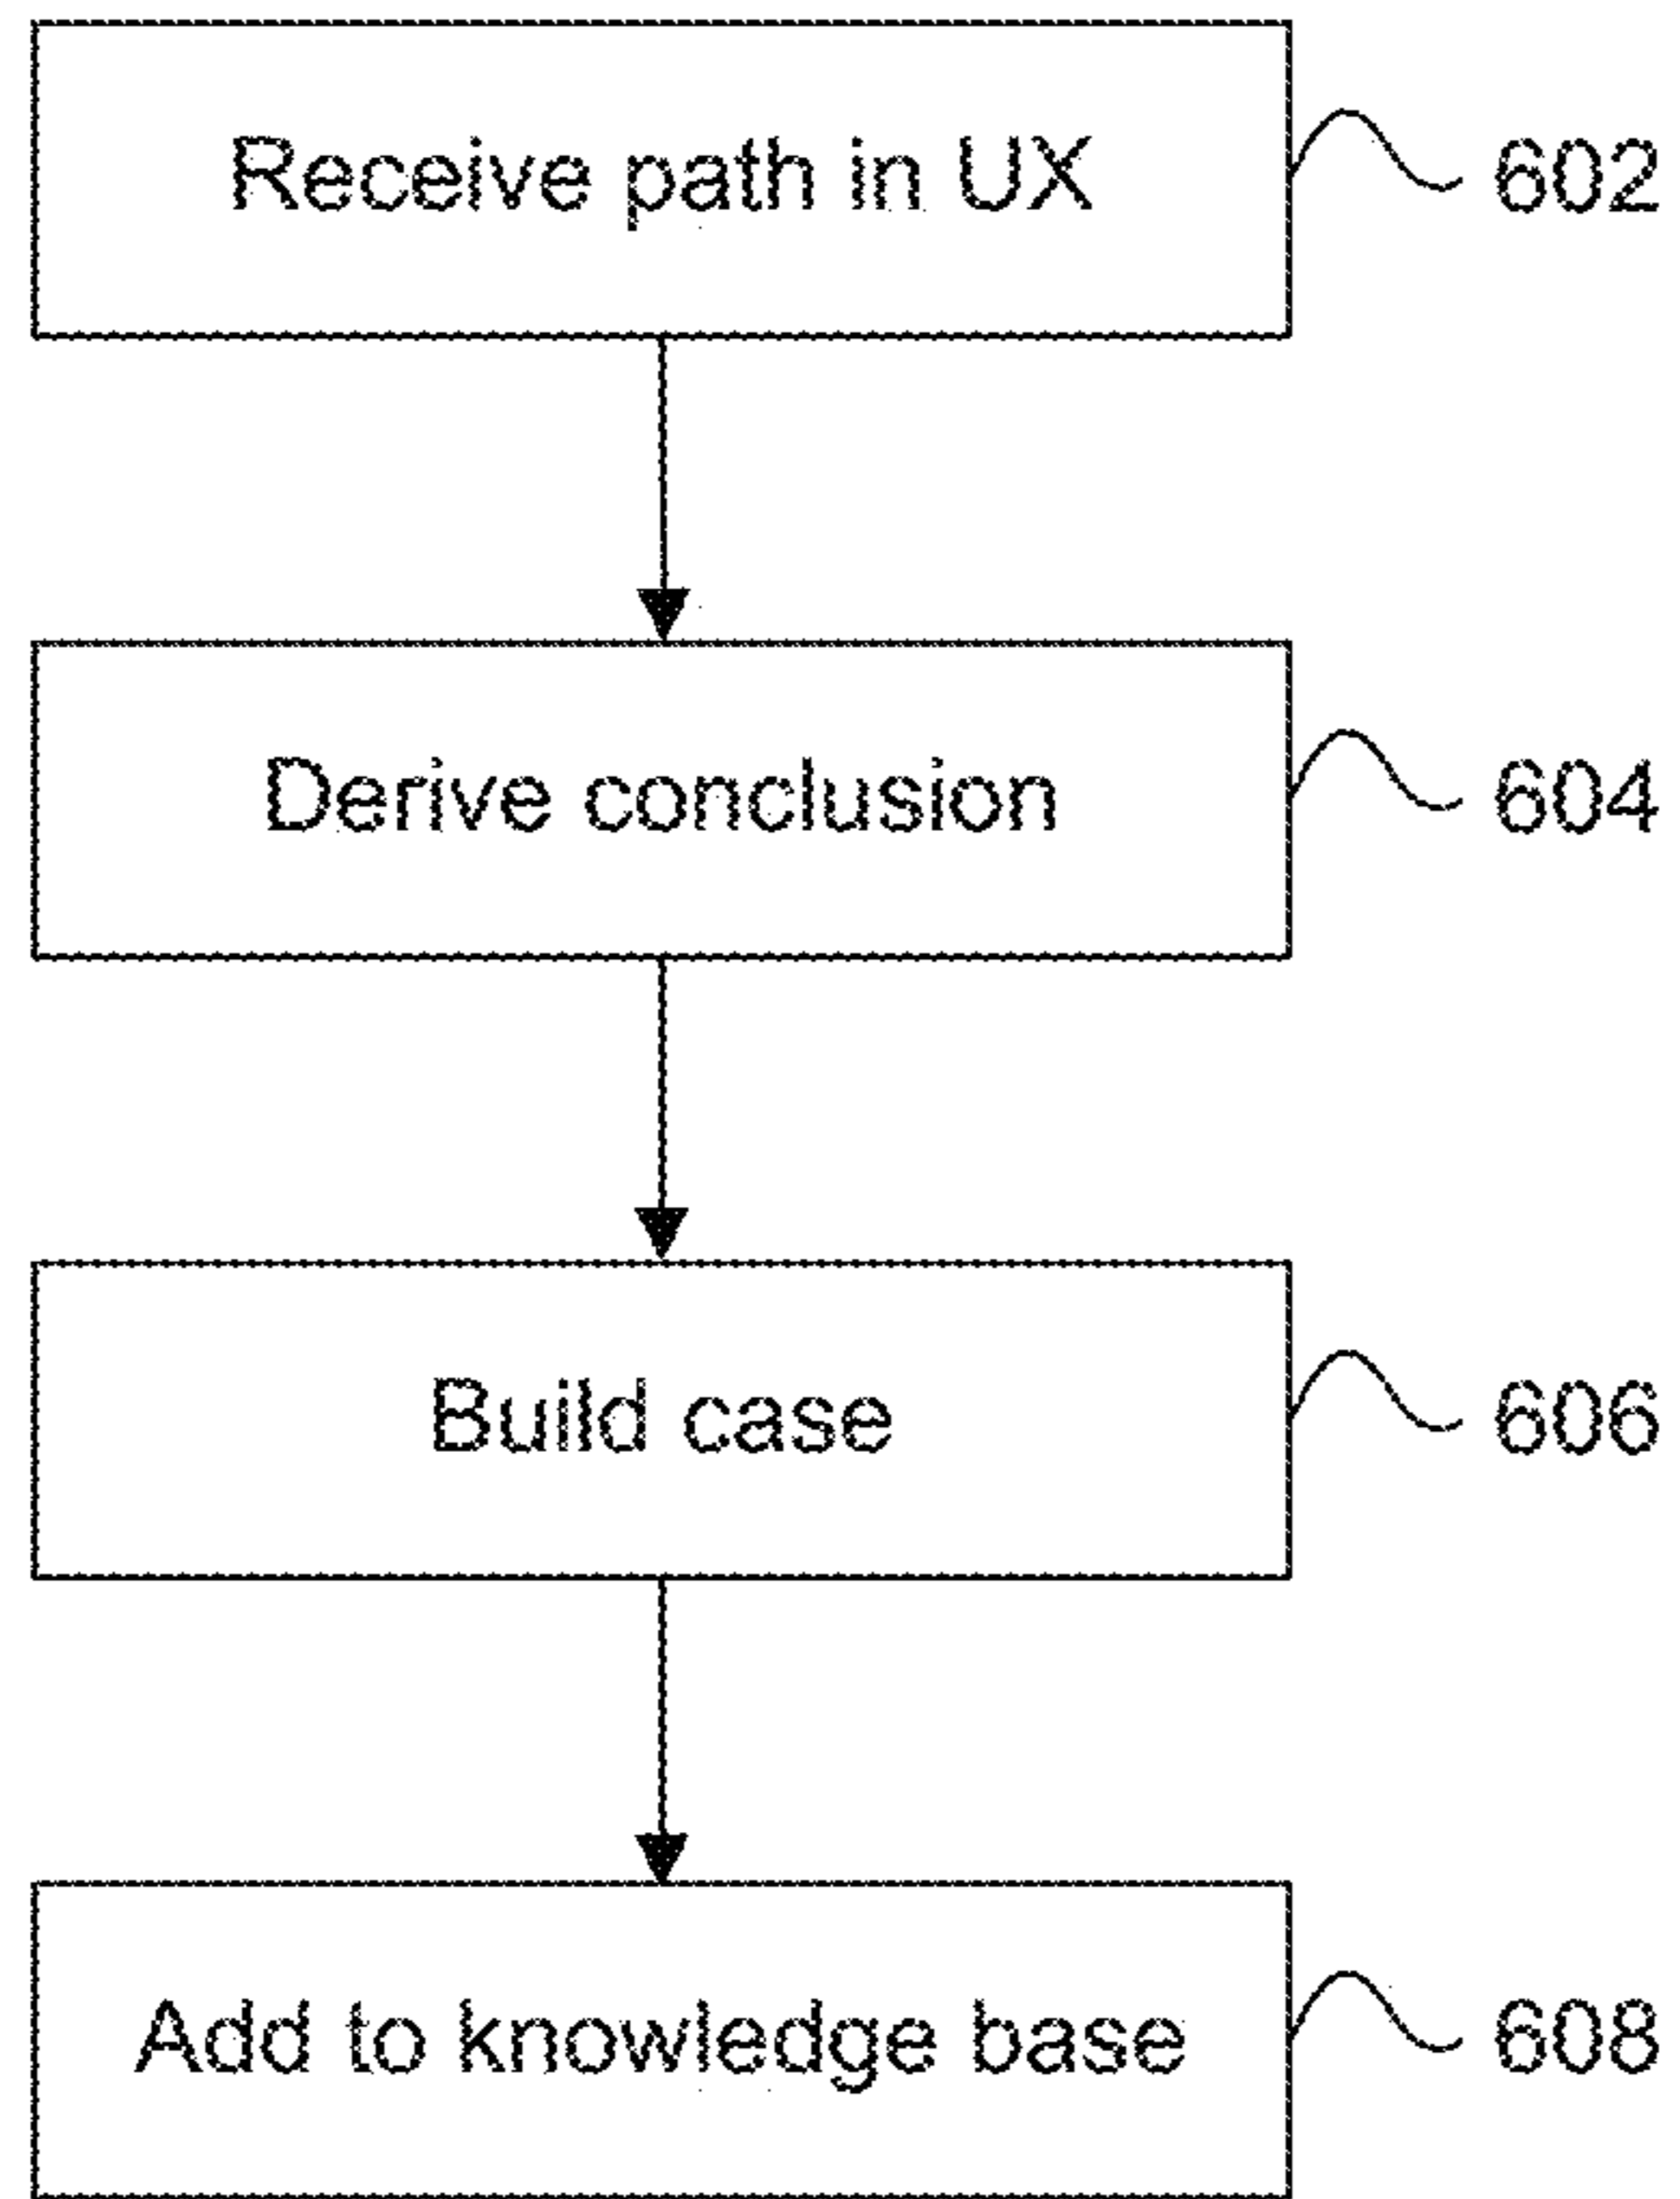 Receive path in UX 602
Derive conclusion 604
Build case 606
Add to knowledge base 608